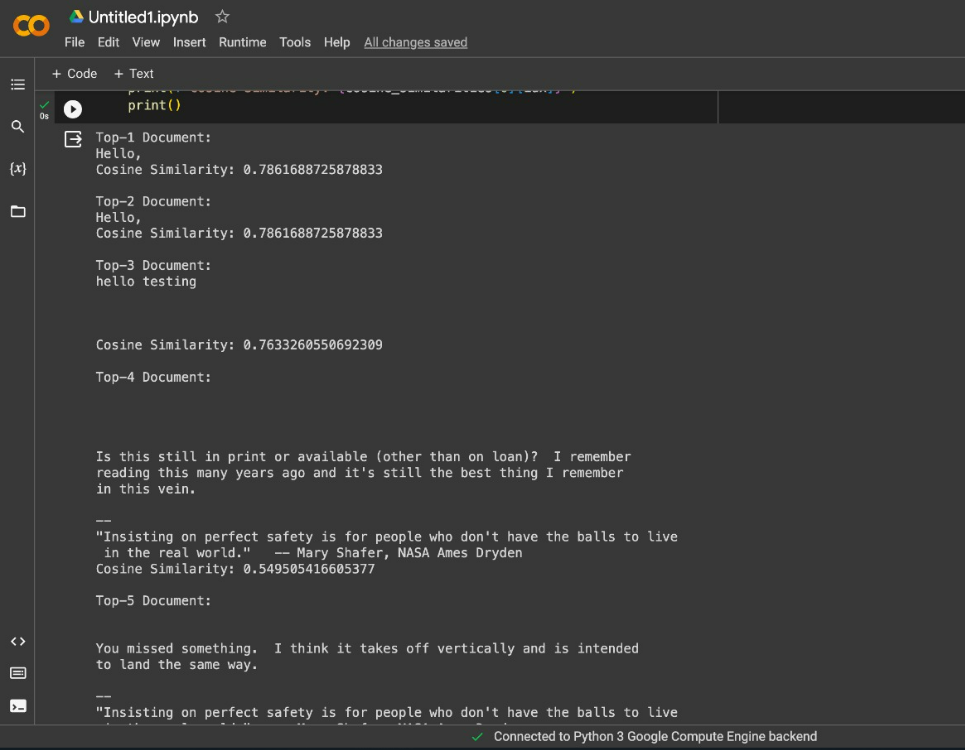 Untitled1.ipynb
File Edit View Insert Runtime Tools Help All changes saved
+ Code + Text
print()
0s
{x}
Top-1 Document:
Hello,
Cosine Similarity: 0.7861688725878833
Top-2 Document:
Hello,
Cosine Similarity: 0.7861688725878833
Top-3 Document:
hello testing
Cosine Similarity: 0.7633260550692309
Top-4 Document:
Is this still in print or available (other than on loan)?  I remember
reading this many years ago and it's still the best thing I remember
in this vein.
--
"Insisting on perfect safety is for people who don't have the balls to live
in the real world."   -- Mary Shafer, NASA Ames Dryden
Cosine Similarity: 0.549505416605377
Top-5 Document:
You missed something.  I think it takes off vertically and is intended
to land the same way.
--
"Insisting on perfect safety is for people who don't have the balls to live
Connected to Python 3 Google Compute Engine backend